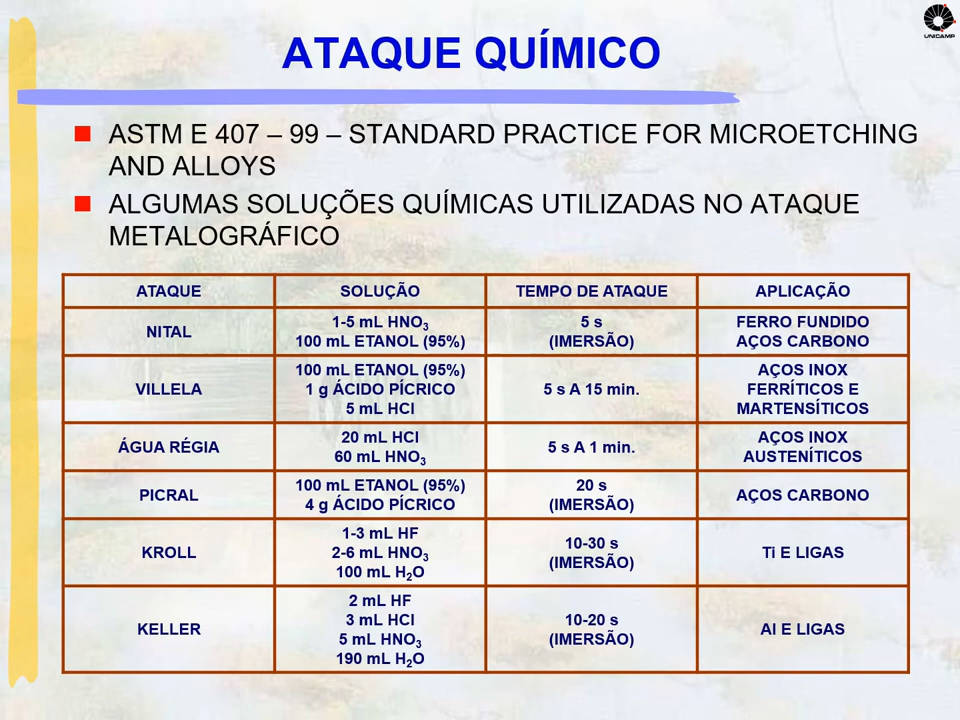 UNICAMP
ATAQUE QUÍMICO
ASTM E 407 – 99 – STANDARD PRACTICE FOR MICROETCHING
AND ALLOYS
ALGUMAS SOLUÇÕES QUÍMICAS UTILIZADAS NO ATAQUE
METALOGRÁFICO
ATAQUE SOLUÇÃO TEMPO DE ATAQUE APLICAÇÃO
NITAL
1-5 mL HNO3
100 mL ETANOL (95%)
5 s
(IMERSÃO)
FERRO FUNDIDO
AÇOS CARBONO
VILLELA
100 mL ETANOL (95%)
1 g ÁCIDO PÍCRICO
5 mL HCl
5 s A 15 min.
AÇOS INOX
FERRÍTICOS E
MARTENSÍTICOS
ÁGUA RÉGIA
20 mL HCl
60 mL HNO3
5 s A 1 min.
AÇOS INOX
AUSTENÍTICOS
PICRAL
100 mL ETANOL (95%)
4 g ÁCIDO PÍCRICO
20 s
(IMERSÃO)
AÇOS CARBONO
KROLL
1-3 mL HF
2-6 mL HNO3
100 mL H2O
10-30 s
(IMERSÃO)
Ti E LIGAS
KELLER
2 mL HF
3 mL HCl
5 mL HNO3
190 mL H2O
10-20 s
(IMERSÃO)
Al E LIGAS